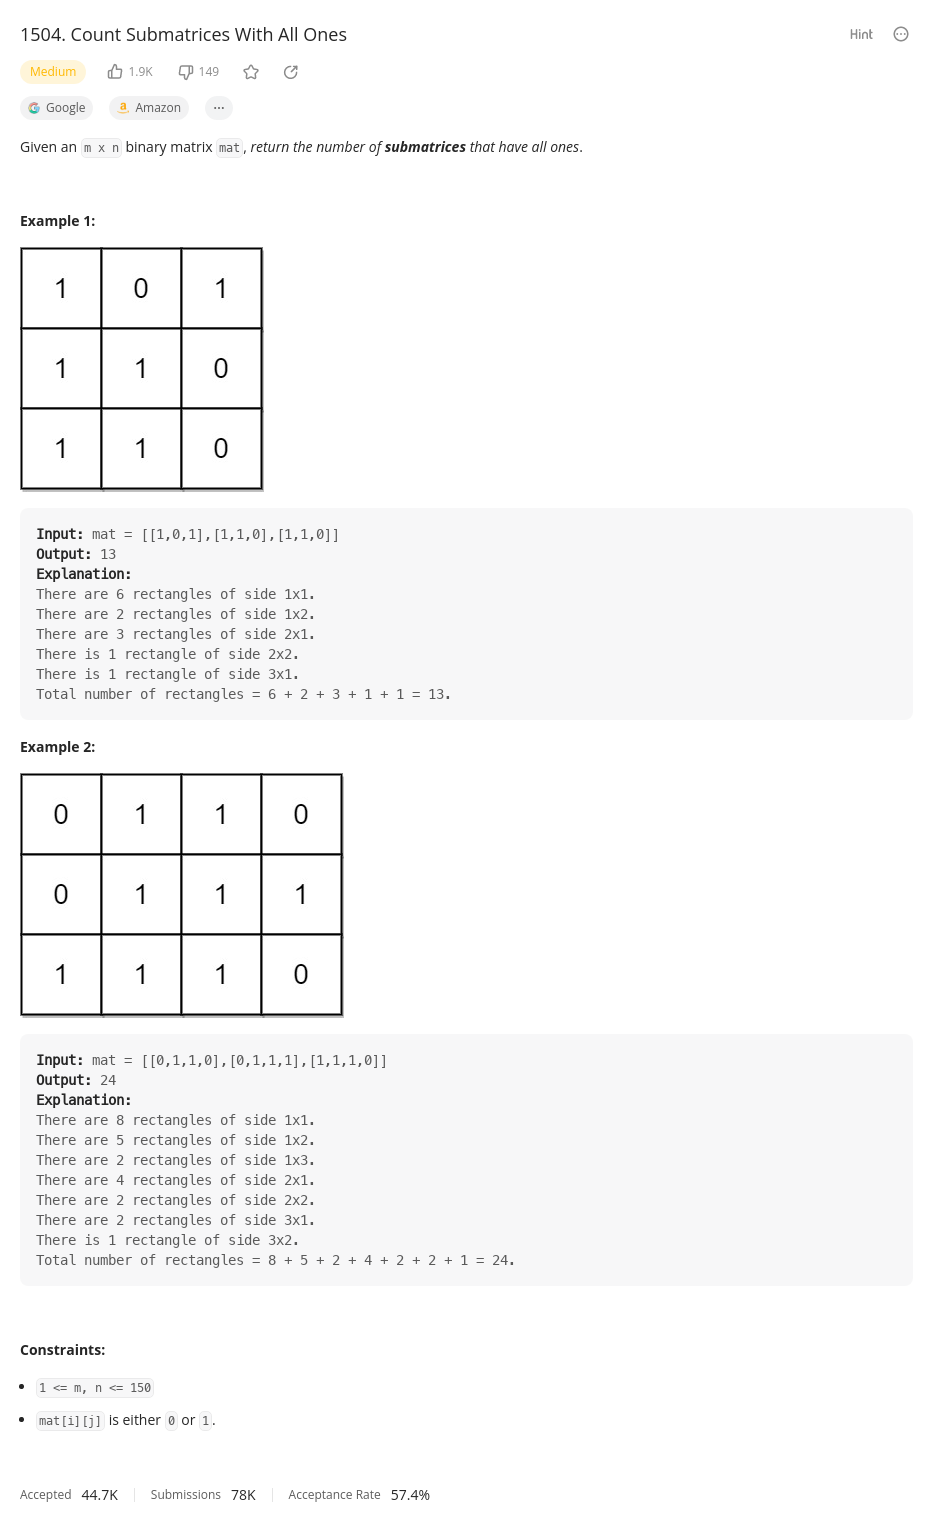 1504. Count Submatrices With All Ones
Hint
Medium 1.9K 149
Google Amazon ...
Given an m x n binary matrix mat, return the number of submatrices that have all ones.
Example 1:
1 0 1
1 1 0
1 1 0
Input: mat = [[1,0,1],[1,1,0],[1,1,0]]
Output: 13
Explanation:
There are 6 rectangles of side 1x1.
There are 2 rectangles of side 1x2.
There are 3 rectangles of side 2x1.
There is 1 rectangle of side 2x2.
There is 1 rectangle of side 3x1.
Total number of rectangles = 6 + 2 + 3 + 1 + 1 = 13.
Example 2:
0 1 1 0
0 1 1 1
1 1 1 0
Input: mat = [[0,1,1,0],[0,1,1,1],[1,1,1,0]]
Output: 24
Explanation:
There are 8 rectangles of side 1x1.
There are 5 rectangles of side 1x2.
There are 2 rectangles of side 1x3.
There are 4 rectangles of side 2x1.
There are 2 rectangles of side 2x2.
There are 2 rectangles of side 3x1.
There is 1 rectangle of side 3x2.
Total number of rectangles = 8 + 5 + 2 + 4 + 2 + 2 + 1 = 24.
Constraints:
• 1 <= m, n <= 150
• mat[i][j] is either 0 or 1.
Accepted 44.7K Submissions 78K Acceptance Rate 57.4%